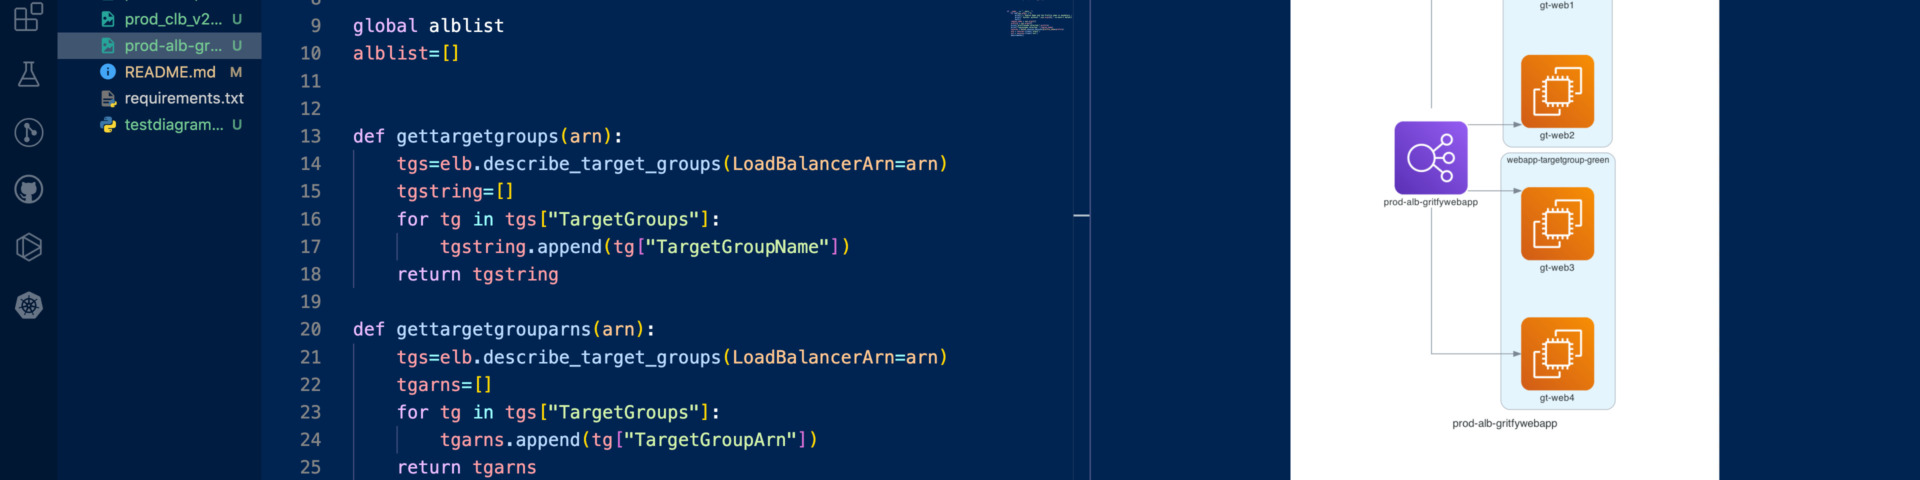 prod_clb_v2... U
prod-alb-gr... U
README.md M
requirements.txt
testdiagram... U
9 global alblist
10 alblist=[]
11
12
13 def gettargetgroups(arn):
14 tgs=elb.describe_target_groups(LoadBalancerArn=arn)
15 tgstring=[]
16 for tg in tgs["TargetGroups"]:
17 tgstring.append(tg["TargetGroupName"])
18 return tgstring
19
20 def gettargetgrouparns(arn):
21 tgs=elb.describe_target_groups(LoadBalancerArn=arn)
22 tgarns=[]
23 for tg in tgs["TargetGroups"]:
24 tgarns.append(tg["TargetGroupArn"])
25 return tgarns
gt-web1
gt-web2
webapp-targetgroup-green
prod-alb-gritfywebapp
gt-web3
gt-web4
prod-alb-gritfywebapp